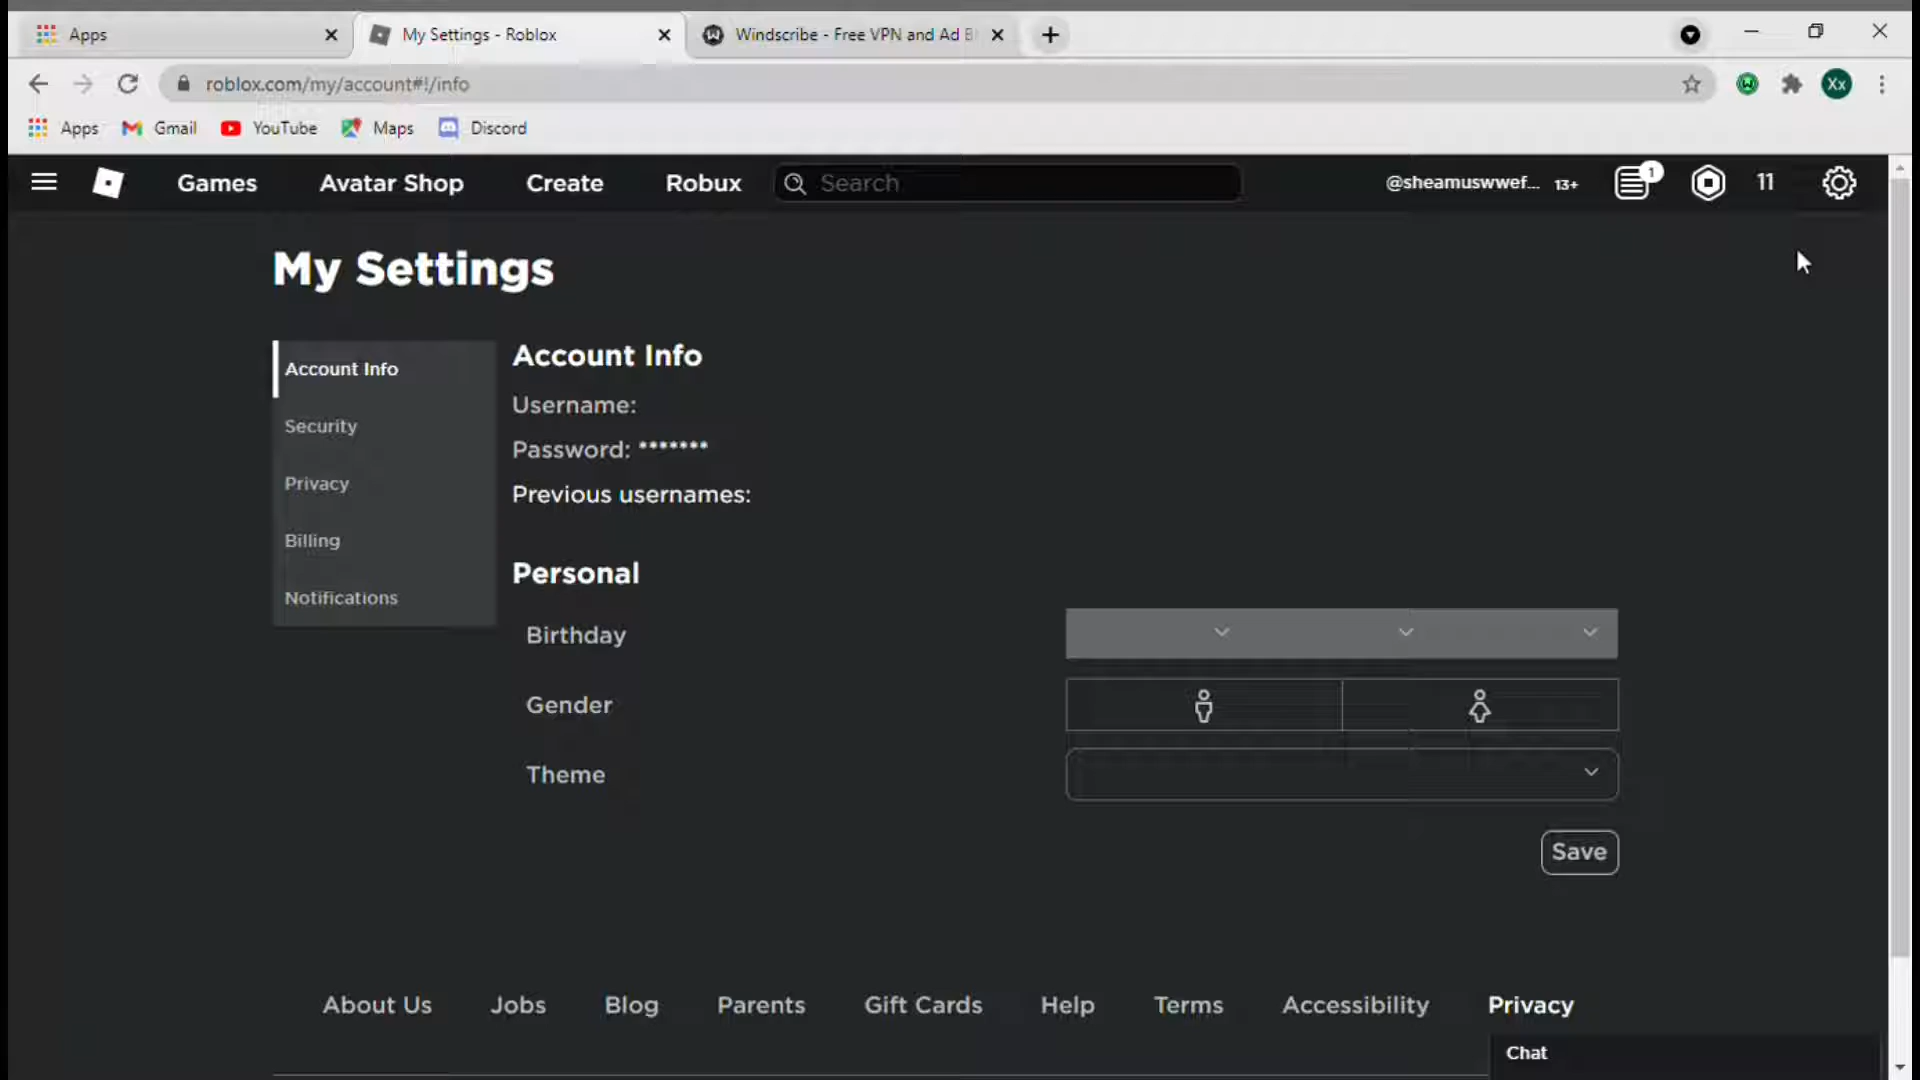 Apps
My Settings - Roblox
Windscribe - Free VPN and Ad B
roblox.com/my/account#!/info
Xx
Apps
Gmail
YouTube
Maps
Discord
Games
Avatar Shop
Create
Robux
Search
@sheamuswwef... 13+
1
11
My Settings
Account Info
Security
Privacy
Billing
Notifications
Account Info
Username:
Password: *******
Previous usernames:
Personal
Birthday
Gender
Theme
Save
About Us
Jobs
Blog
Parents
Gift Cards
Help
Terms
Accessibility
Privacy
Chat